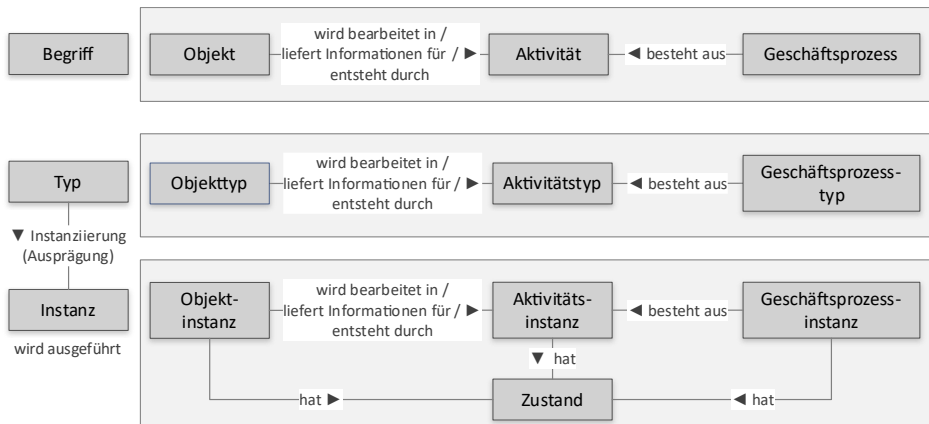 Begriff
Objekt
wird bearbeitet in /
liefert Informationen für / ►
entsteht durch
Aktivität
◄ besteht aus
Geschäftsprozess
Typ
Objekttyp
wird bearbeitet in /
liefert Informationen für / ►
entsteht durch
Aktivitätstyp
◄ besteht aus
Geschäftsprozess-
typ
▼ Instanziierung
(Ausprägung)
Instanz
wird ausgeführt
Objekt-
instanz
wird bearbeitet in /
liefert Informationen für / ►
entsteht durch
Aktivitäts-
instanz
◄ besteht aus
Geschäftsprozess-
instanz
▼ hat
hat ►
Zustand
◄ hat